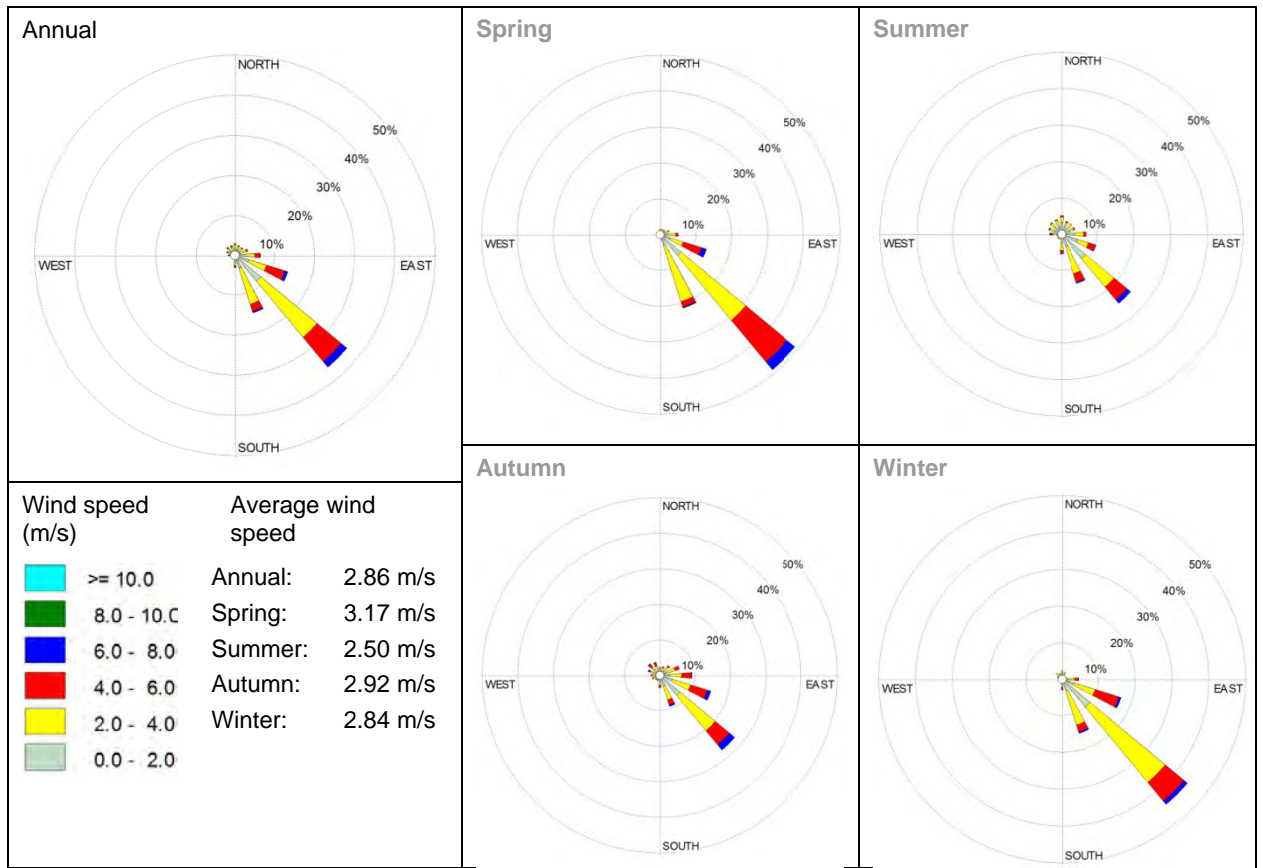 Annual
NORTH
50%
40%
30%
20%
10%
WEST
EAST
SOUTH
Spring
NORTH
50%
40%
30%
20%
10%
WEST
EAST
SOUTH
Summer
NORTH
50%
40%
30%
20%
10%
WEST
EAST
SOUTH
Wind speed
(m/s)
>= 10.0
8.0 - 10.0
6.0 - 8.0
4.0 - 6.0
2.0 - 4.0
0.0 - 2.0
Average wind
speed
Annual: 2.86 m/s
Spring: 3.17 m/s
Summer: 2.50 m/s
Autumn: 2.92 m/s
Winter: 2.84 m/s
Autumn
NORTH
50%
40%
30%
20%
10%
WEST
EAST
SOUTH
Winter
NORTH
50%
40%
30%
20%
10%
WEST
EAST
SOUTH